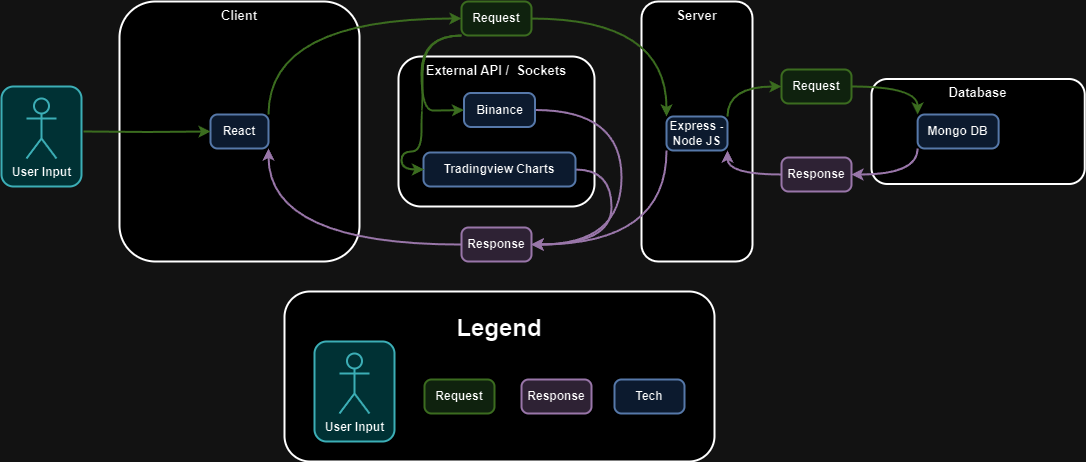 Client
Request
Server
External API /  Sockets
Request
Database
User Input
React
Binance
Express -
Node JS
Mongo DB
Tradingview Charts
Response
Response
Legend
User Input
Request
Response
Tech